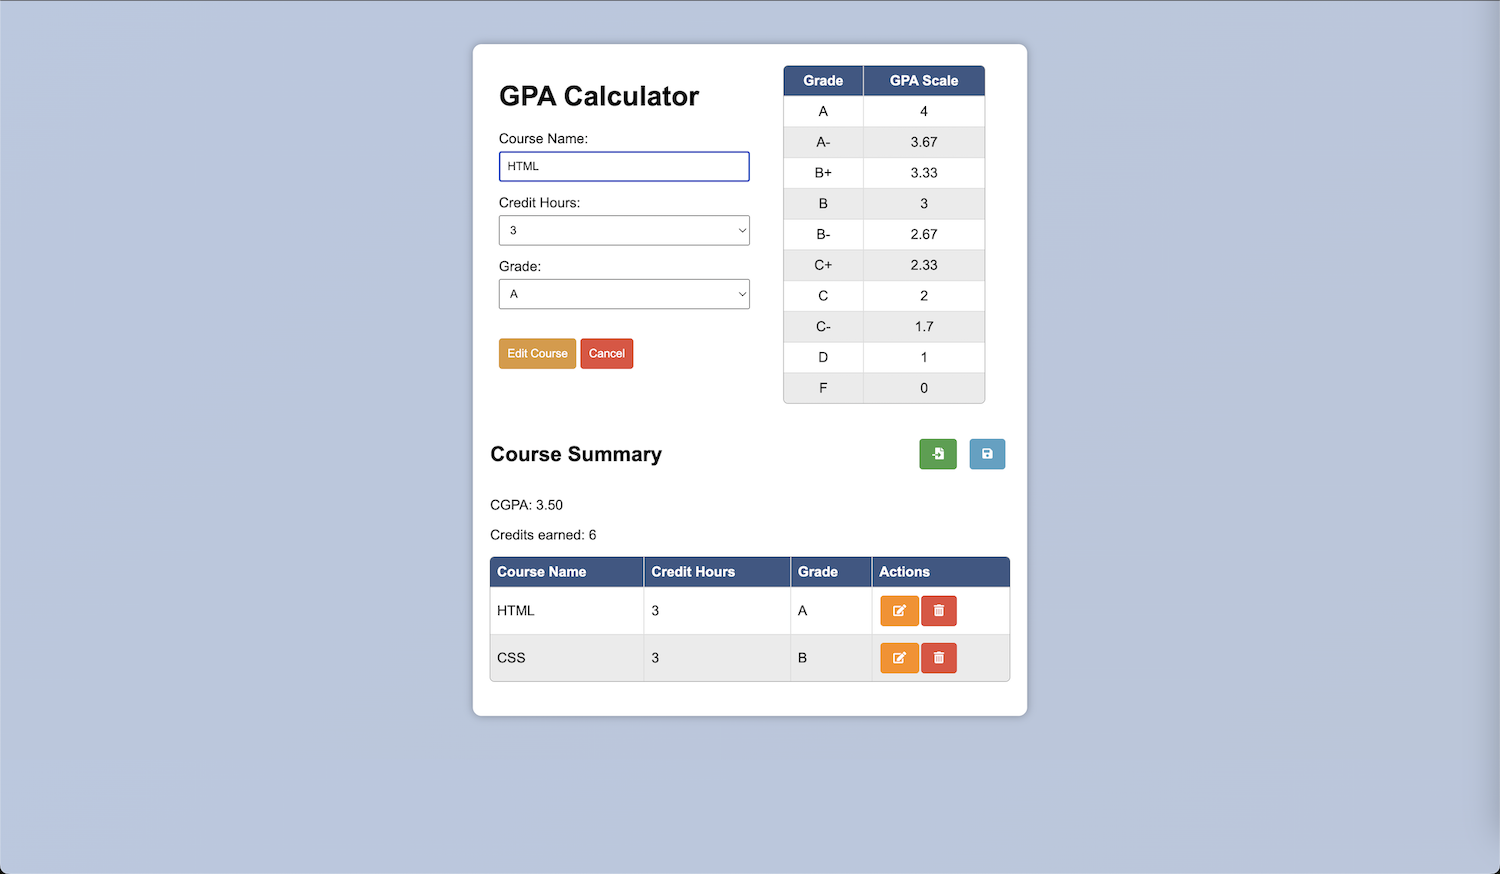 GPA Calculator
Course Name:
HTML
Credit Hours:
3
Grade:
A
Edit Course Cancel
Grade GPA Scale
A 4
A- 3.67
B+ 3.33
B 3
B- 2.67
C+ 2.33
C 2
C- 1.7
D 1
F 0
Course Summary
CGPA: 3.50
Credits earned: 6
Course Name Credit Hours Grade Actions
HTML 3 A
CSS 3 B